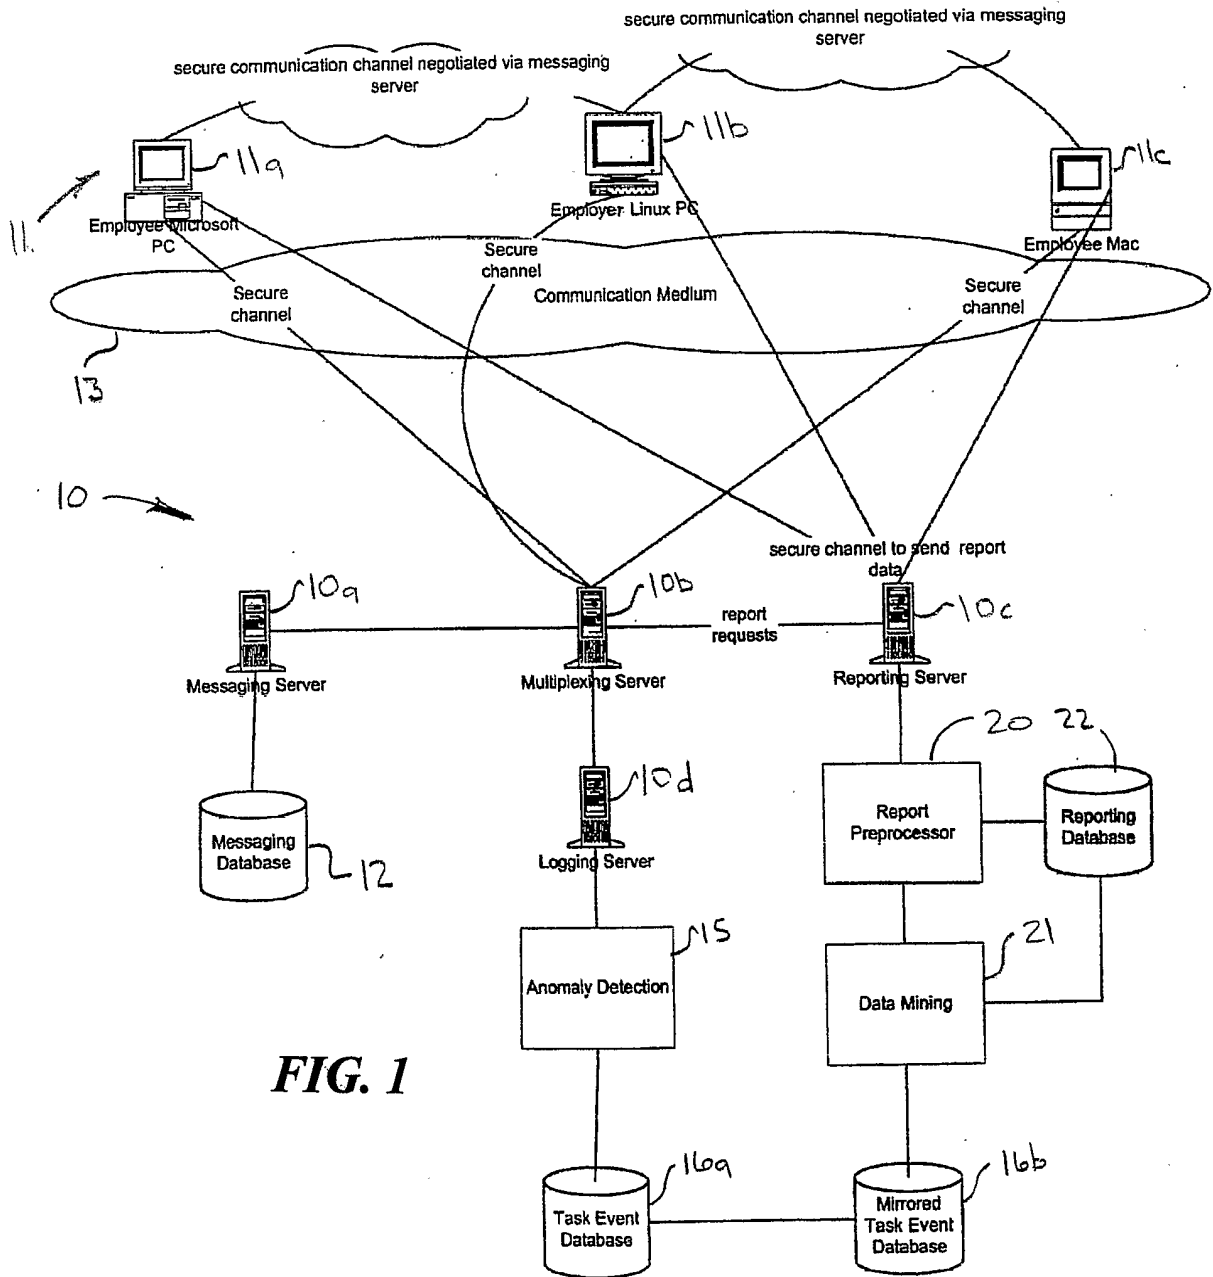 secure communication channel negotiated via messaging
server
secure communication channel negotiated via messaging
server
11a
11b
11c
11.
Employee Microsoft
PC
Employer Linux PC
Employee Mac
Secure
channel
Secure
channel
Communication Medium
Secure
channel
13
10
secure channel to send report
data
10a
10b
report
requests
10c
Messaging Server
Multiplexing Server
Reporting Server
20 22
10d
Report
Preprocessor
Reporting
Database
Messaging
Database
12
Logging Server
15
21
Anomaly Detection
Data Mining
FIG. 1
16a
16b
Task Event
Database
Mirrored
Task Event
Database